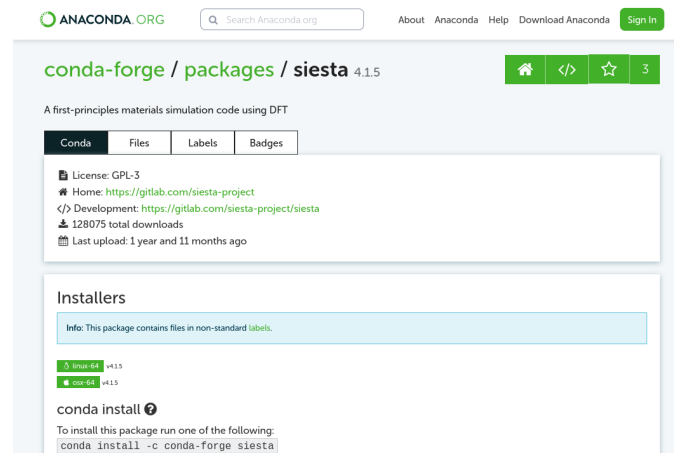 ANACONDA.ORG
Search Anaconda.org
About Anaconda Help Download Anaconda Sign In
conda-forge / packages / siesta 4.1.5
3
A first-principles materials simulation code using DFT
Conda Files Labels Badges
License: GPL-3
Home: https://gitlab.com/siesta-project
</> Development: https://gitlab.com/siesta-project/siesta
128075 total downloads
Last upload: 1 year and 11 months ago
Installers
Info: This package contains files in non-standard labels.
linux-64 v4.1.5
osx-64 v4.1.5
conda install
To install this package run one of the following:
conda install -c conda-forge siesta